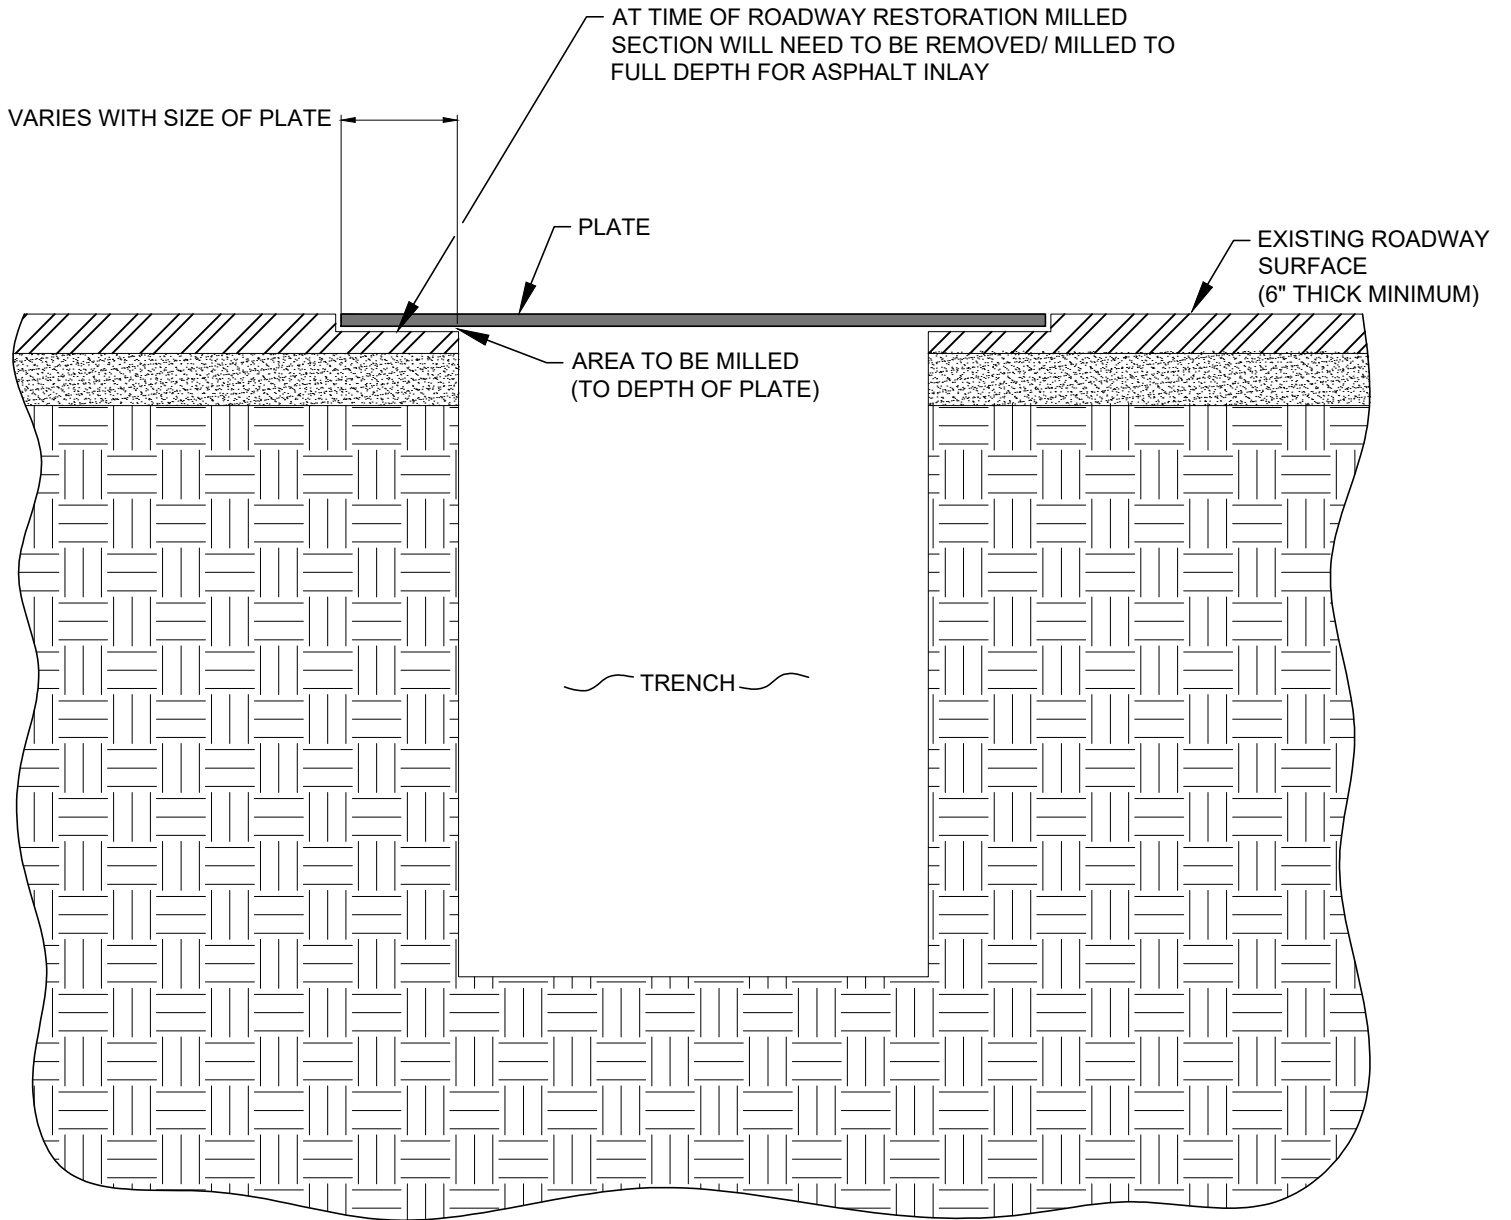 AT TIME OF ROADWAY RESTORATION MILLED
SECTION WILL NEED TO BE REMOVED/ MILLED TO
FULL DEPTH FOR ASPHALT INLAY
VARIES WITH SIZE OF PLATE
PLATE
EXISTING ROADWAY
SURFACE
(6" THICK MINIMUM)
AREA TO BE MILLED
(TO DEPTH OF PLATE)
TRENCH